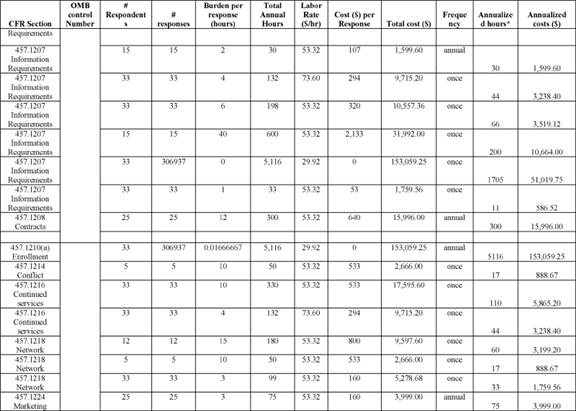 CFR Section | OMB control Number | # Respondent s | # responses | Burden per response (hours) | Total Annual Hours | Labor Rate ($/hr) | Cost ($) per Response | Total cost ($) | Freque ncy | Annualize d hours* | Annualized costs ($)
Requirements
457.1207 Information Requirements | 15 | 15 | 2 | 30 | 53.32 | 107 | 1,599.60 | annual | 30 | 1,599.60
457.1207 Information Requirements | 33 | 33 | 4 | 132 | 73.60 | 294 | 9,715.20 | once | 44 | 3,238.40
457.1207 Information Requirements | 33 | 33 | 6 | 198 | 53.32 | 320 | 10,557.36 | once | 66 | 3,519.12
457.1207 Information Requirements | 15 | 15 | 40 | 600 | 53.32 | 2,133 | 31,992.00 | once | 200 | 10,664.00
457.1207 Information Requirements | 33 | 306937 | 0 | 5,116 | 29.92 | 0 | 153,059.25 | once | 1705 | 51,019.75
457.1207 Information Requirements | 33 | 33 | 1 | 33 | 53.32 | 53 | 1,759.56 | once | 11 | 586.52
457.1208 Contracts | 25 | 25 | 12 | 300 | 53.32 | 640 | 15,996.00 | annual | 300 | 15,996.00
457.1210(a) Enrollment | 33 | 306937 | 0.01666667 | 5,116 | 29.92 | 0 | 153,059.25 | annual | 5116 | 153,059.25
457.1214 Conflict | 5 | 5 | 10 | 50 | 53.32 | 533 | 2,666.00 | once | 17 | 888.67
457.1216 Continued services | 33 | 33 | 10 | 330 | 53.32 | 533 | 17,595.60 | once | 110 | 5,865.20
457.1216 Continued services | 33 | 33 | 4 | 132 | 73.60 | 294 | 9,715.20 | once | 44 | 3,238.40
457.1218 Network | 12 | 12 | 15 | 180 | 53.32 | 800 | 9,597.60 | once | 60 | 3,199.20
457.1218 Network | 5 | 5 | 10 | 50 | 53.32 | 533 | 2,666.00 | once | 17 | 888.67
457.1218 Network | 33 | 33 | 3 | 99 | 53.32 | 160 | 5,278.68 | once | 33 | 1,759.56
457.1224 Marketing | 25 | 25 | 3 | 75 | 53.32 | 160 | 3,999.00 | annual | 75 | 3,999.00